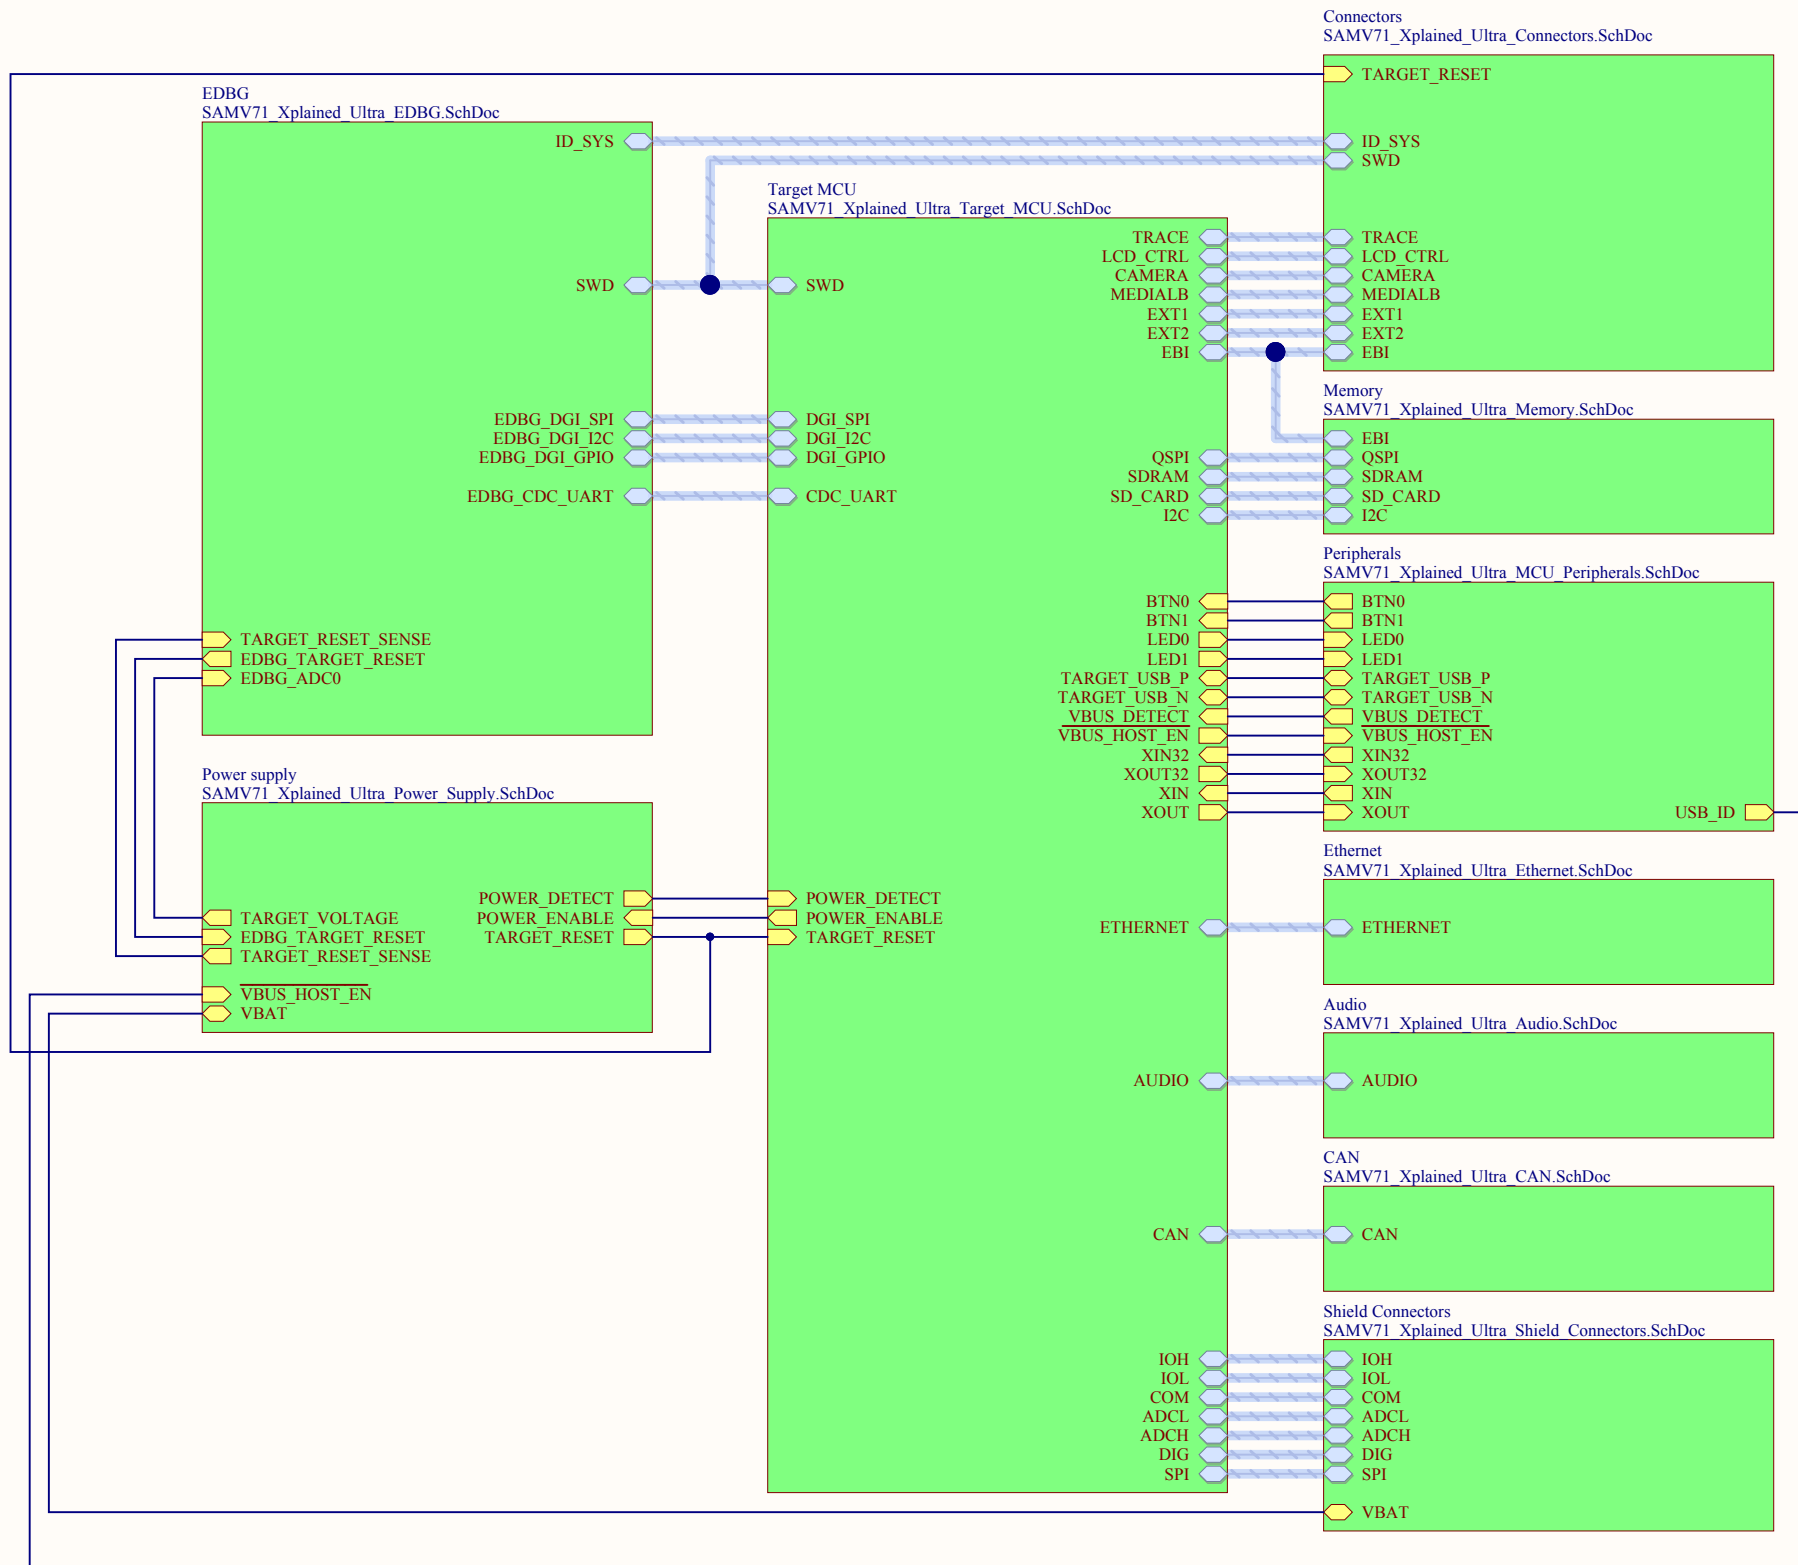 Connectors
SAMV71_Xplained_Ultra_Connectors.SchDoc
TARGET_RESET
ID_SYS
SWD
TRACE
LCD_CTRL
CAMERA
MEDIALB
EXT1
EXT2
EBI
EDBG
SAMV71_Xplained_Ultra_EDBG.SchDoc
ID_SYS
SWD
EDBG_DGI_SPI
EDBG_DGI_I2C
EDBG_DGI_GPIO
EDBG_CDC_UART
TARGET_RESET_SENSE
EDBG_TARGET_RESET
EDBG_ADC0
Target MCU
SAMV71_Xplained_Ultra_Target_MCU.SchDoc
SWD
DGI_SPI
DGI_I2C
DGI_GPIO
CDC_UART
POWER_DETECT
POWER_ENABLE
TARGET_RESET
TRACE
LCD_CTRL
CAMERA
MEDIALB
EXT1
EXT2
EBI
QSPI
SDRAM
SD_CARD
I2C
BTN0
BTN1
LED0
LED1
TARGET_USB_P
TARGET_USB_N
VBUS_DETECT
VBUS_HOST_EN
XIN32
XOUT32
XIN
XOUT
ETHERNET
AUDIO
CAN
IOH
IOL
COM
ADCL
ADCH
DIG
SPI
Memory
SAMV71_Xplained_Ultra_Memory.SchDoc
EBI
QSPI
SDRAM
SD_CARD
I2C
Peripherals
SAMV71_Xplained_Ultra_MCU_Peripherals.SchDoc
BTN0
BTN1
LED0
LED1
TARGET_USB_P
TARGET_USB_N
VBUS_DETECT
VBUS_HOST_EN
XIN32
XOUT32
XIN
XOUT
USB_ID
Power supply
SAMV71_Xplained_Ultra_Power_Supply.SchDoc
POWER_DETECT
POWER_ENABLE
TARGET_RESET
TARGET_VOLTAGE
EDBG_TARGET_RESET
TARGET_RESET_SENSE
VBUS_HOST_EN
VBAT
Ethernet
SAMV71_Xplained_Ultra_Ethernet.SchDoc
ETHERNET
Audio
SAMV71_Xplained_Ultra_Audio.SchDoc
AUDIO
CAN
SAMV71_Xplained_Ultra_CAN.SchDoc
CAN
Shield Connectors
SAMV71_Xplained_Ultra_Shield_Connectors.SchDoc
IOH
IOL
COM
ADCL
ADCH
DIG
SPI
VBAT